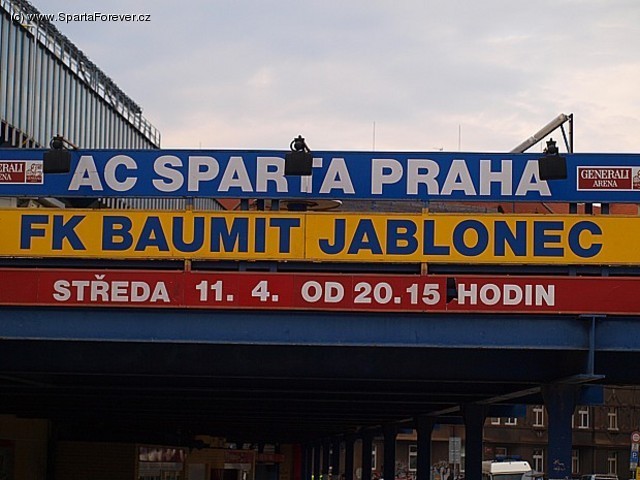 (c) www.SpartaForever.cz
AC SPARTA PRAHA
GENERALI
ARENA
FK BAUMIT JABLONEC
STŘEDA 11. 4. OD 20.15 HODIN